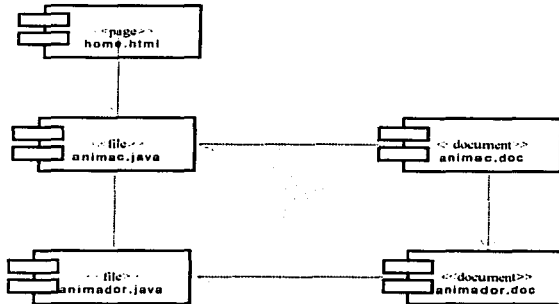 <<page>>
home.html
<<file>>
animac.java
<<document>>
animac.doc
<<file>>
animador.java
<<document>>
animador.doc